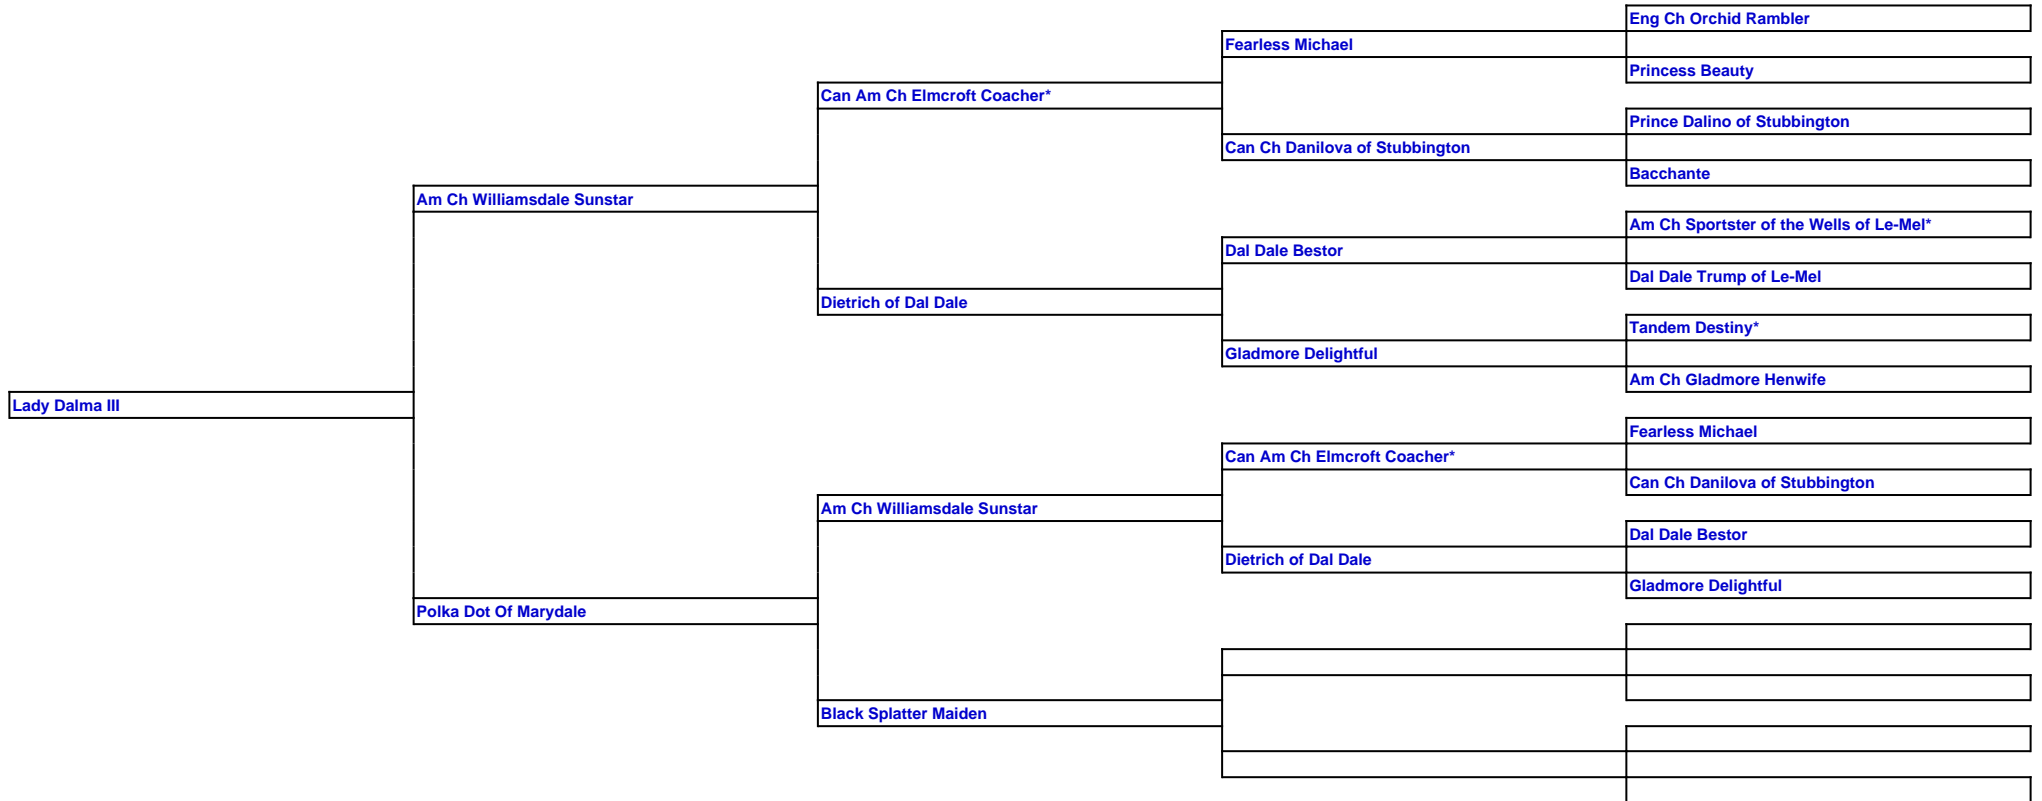 Eng Ch Orchid Rambler
Fearless Michael
Princess Beauty
Can Am Ch Elmcroft Coacher*
Prince Dalino of Stubbington
Can Ch Danilova of Stubbington
Bacchante
Am Ch Williamsdale Sunstar
Am Ch Sportster of the Wells of Le-Mel*
Dal Dale Bestor
Dal Dale Trump of Le-Mel
Dietrich of Dal Dale
Tandem Destiny*
Gladmore Delightful
Am Ch Gladmore Henwife
Lady Dalma III
Fearless Michael
Can Am Ch Elmcroft Coacher*
Can Ch Danilova of Stubbington
Am Ch Williamsdale Sunstar
Dal Dale Bestor
Dietrich of Dal Dale
Gladmore Delightful
Polka Dot Of Marydale
Black Splatter Maiden